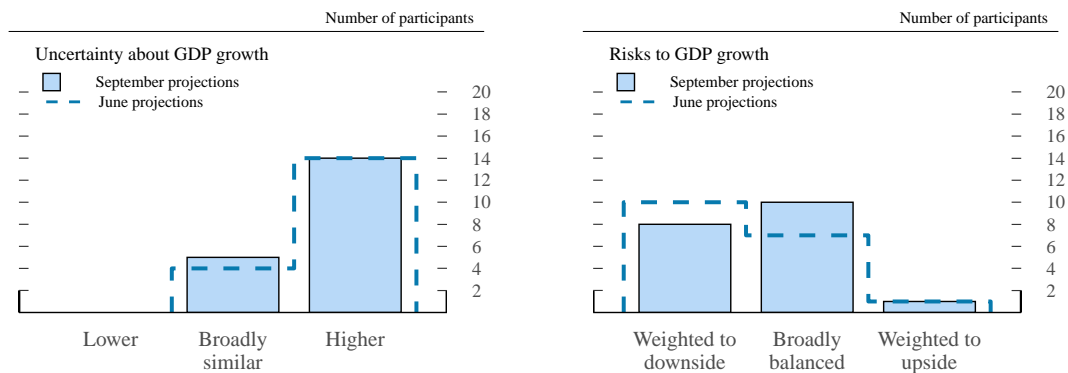 Number of participants
Uncertainty about GDP growth
September projections
June projections
20
18
16
14
12
10
8
6
4
2
Lower
Broadly
similar
Higher
Number of participants
Risks to GDP growth
September projections
June projections
20
18
16
14
12
10
8
6
4
2
Weighted to
downside
Broadly
balanced
Weighted to
upside